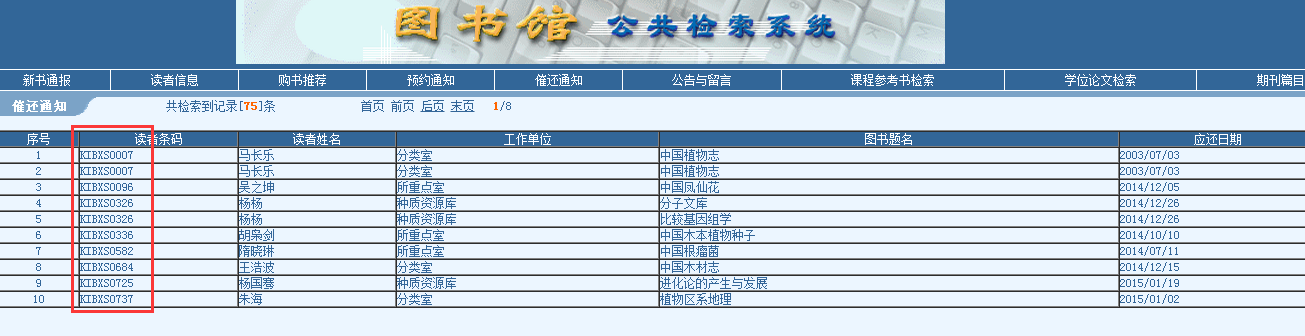 图书馆 公共检索系统
新书通报 读者信息 购书推荐 预约通知 催还通知 公告与留言 课程参考书检索 学位论文检索 期刊篇目
催还通知 共检索到记录[75]条 首页 前页 后页 末页 1/8
序号 读者条码 读者姓名 工作单位 图书题名 应还日期
1 KIBXS0007 马长乐 分类室 中国植物志 2003/07/03
2 KIBXS0007 马长乐 分类室 中国植物志 2003/07/03
3 KIBXS0096 吴之坤 所重点室 中国凤仙花 2014/12/05
4 KIBXS0326 杨杨 种质资源库 分子文库 2014/12/26
5 KIBXS0326 杨杨 种质资源库 比较基因组学 2014/12/26
6 KIBXS0336 胡枭剑 所重点室 中国木本植物种子 2014/10/10
7 KIBXS0582 隋晓琳 所重点室 中国根瘤菌 2014/07/11
8 KIBXS0684 王洁波 分类室 中国木材志 2014/12/15
9 KIBXS0725 杨国骞 种质资源库 进化论的产生与发展 2015/01/19
10 KIBXS0737 朱海 分类室 植物区系地理 2015/01/02